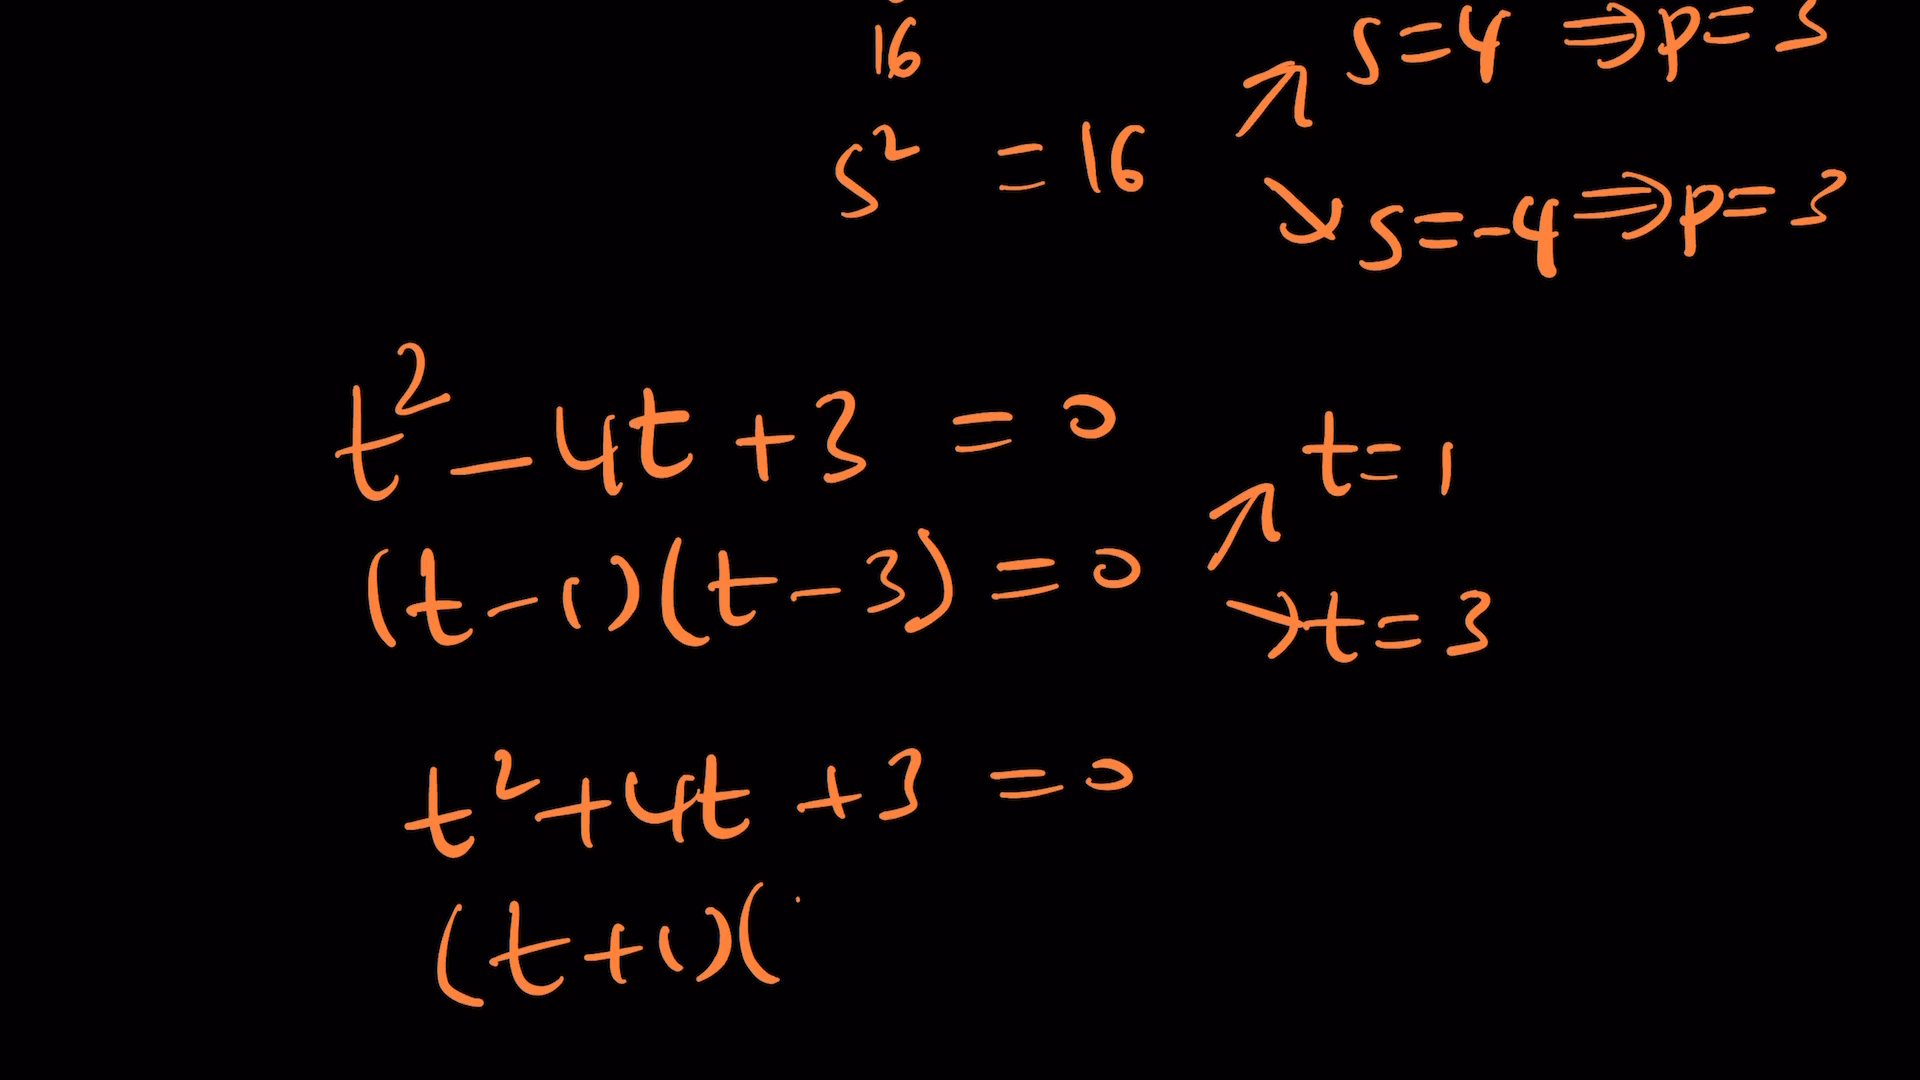 16
s=4 ⇒p=3
s² =16
s=-4⇒p=3
t²-4t+3 =0
t=1
(t-1)(t-3)=0
→t=3
t²+4t+3=0
(t+1)(